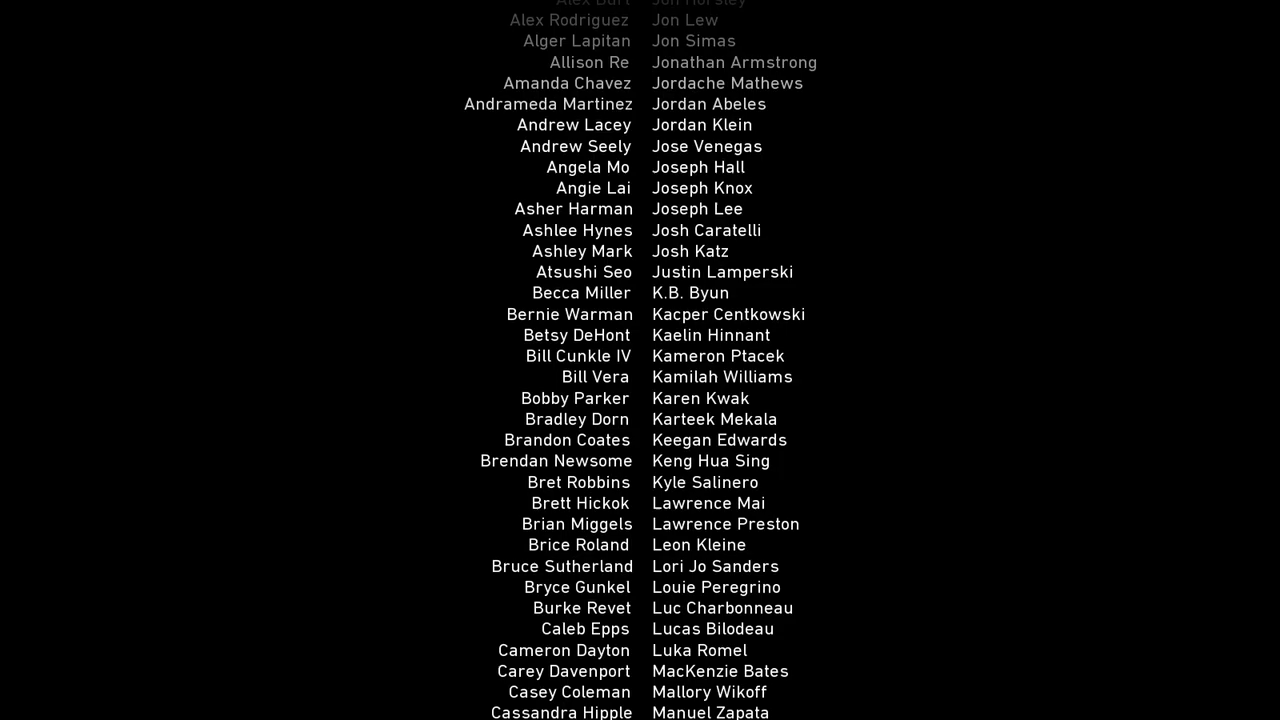 Alex Burt Jon Horsley
Alex Rodriguez Jon Lew
Alger Lapitan Jon Simas
Allison Re Jonathan Armstrong
Amanda Chavez Jordache Mathews
Andrameda Martinez Jordan Abeles
Andrew Lacey Jordan Klein
Andrew Seely Jose Venegas
Angela Mo Joseph Hall
Angie Lai Joseph Knox
Asher Harman Joseph Lee
Ashlee Hynes Josh Caratelli
Ashley Mark Josh Katz
Atsushi Seo Justin Lamperski
Becca Miller K.B. Byun
Bernie Warman Kacper Centkowski
Betsy DeHont Kaelin Hinnant
Bill Cunkle IV Kameron Ptacek
Bill Vera Kamilah Williams
Bobby Parker Karen Kwak
Bradley Dorn Karteek Mekala
Brandon Coates Keegan Edwards
Brendan Newsome Keng Hua Sing
Bret Robbins Kyle Salinero
Brett Hickok Lawrence Mai
Brian Miggels Lawrence Preston
Brice Roland Leon Kleine
Bruce Sutherland Lori Jo Sanders
Bryce Gunkel Louie Peregrino
Burke Revet Luc Charbonneau
Caleb Epps Lucas Bilodeau
Cameron Dayton Luka Romel
Carey Davenport MacKenzie Bates
Casey Coleman Mallory Wikoff
Cassandra Hipple Manuel Zapata